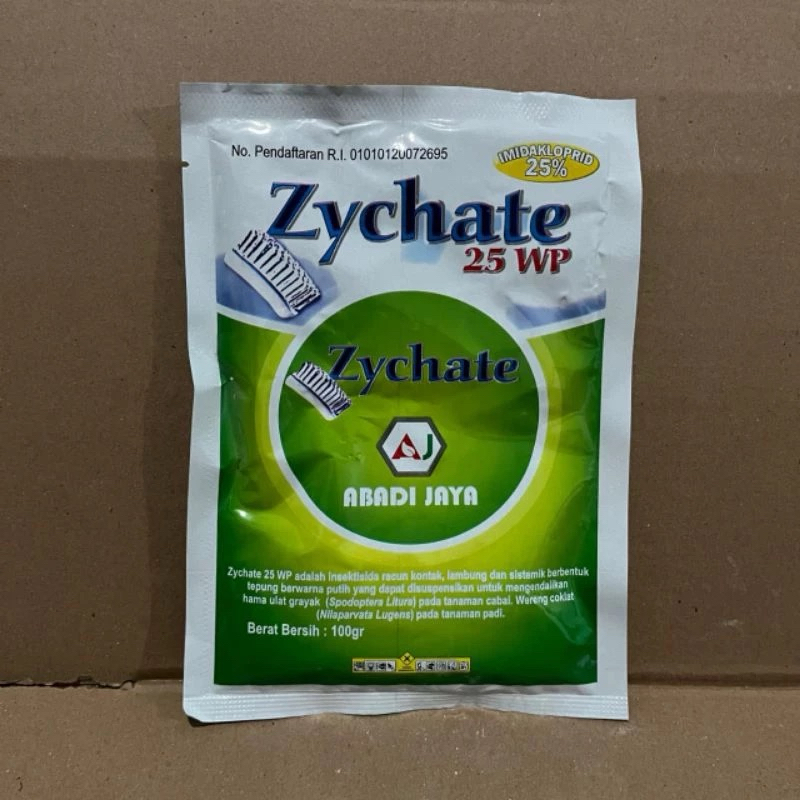 No. Pendaftaran R.I. 01010120072695
IMIDAKLOPRID
25%
Zychate
25 WP
Zychate
AJ
ABADI JAYA
Zychate 25 WP adalah insektisida racun kontak, lambung dan sistemik berbentuk
tepung berwarna putih yang dapat disuspensikan untuk mengendalikan
hama ulat grayak (Spodoptera Litura) pada tanaman cabai. Wereng coklat
(Nilaparvata Lugens) pada tanaman padi.
Berat Bersih : 100gr